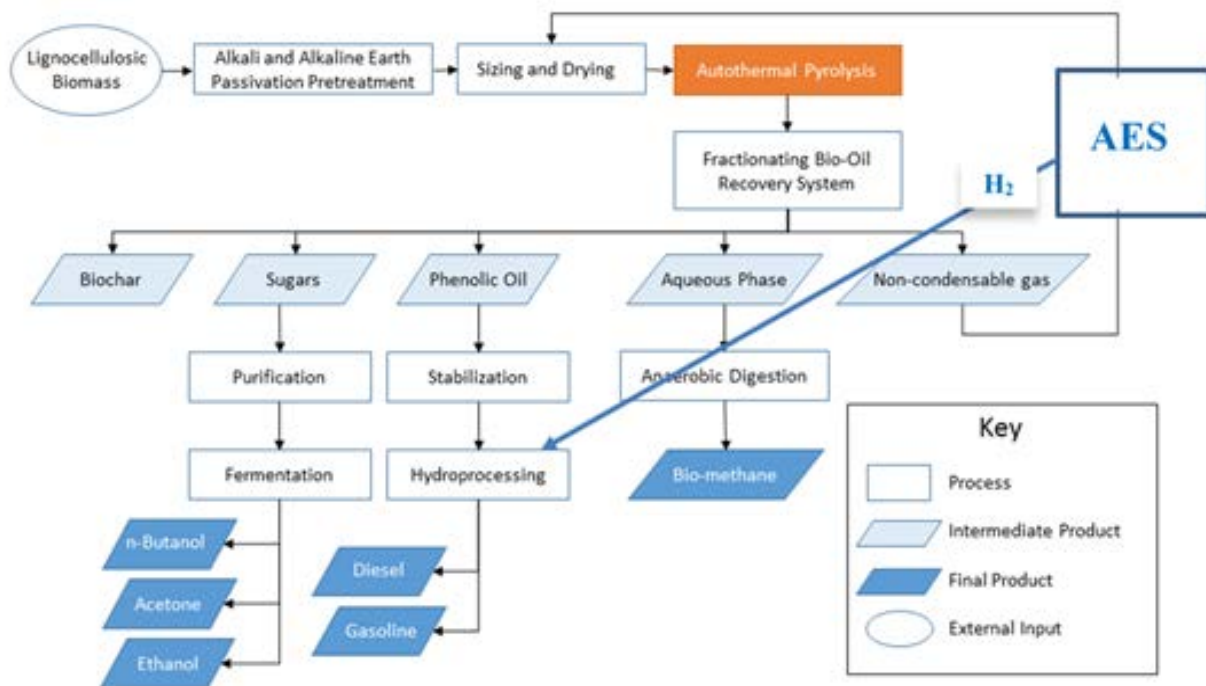 Lignocellulosic
Biomass
Alkali and Alkaline Earth
Passivation Pretreatment
Sizing and Drying
Autothermal Pyrolysis
AES
Fractionating Bio-Oil
Recovery System
H₂
Biochar
Sugars
Phenolic Oil
Aqueous Phase
Non-condensable gas
Purification
Stabilization
Anaerobic Digestion
Fermentation
Hydroprocessing
Bio-methane
n-Butanol
Acetone
Ethanol
Diesel
Gasoline
Key
Process
Intermediate Product
Final Product
External Input